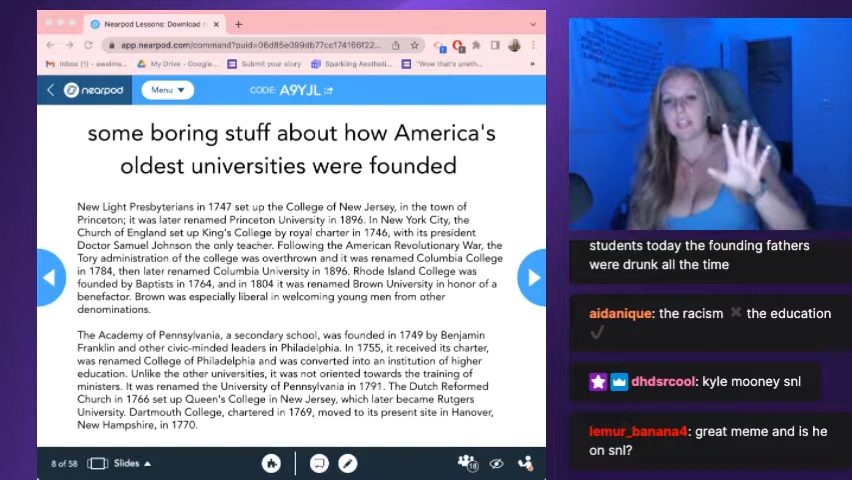 Nearpod Lessons: Download r
app.nearpod.com/command?puid=06d85e099db77cc174166f22...
Inbox (1) - ewalme...
My Drive - Google...
Submit your story
Sparkling Aestheti...
"Wow that's uneth...
nearpod
Menu
CODE: A9YJL
some boring stuff about how America's
oldest universities were founded
New Light Presbyterians in 1747 set up the College of New Jersey, in the town of
Princeton; it was later renamed Princeton University in 1896. In New York City, the
Church of England set up King's College by royal charter in 1746, with its president
Doctor Samuel Johnson the only teacher. Following the American Revolutionary War, the
Tory administration of the college was overthrown and it was renamed Columbia College
in 1784, then later renamed Columbia University in 1896. Rhode Island College was
founded by Baptists in 1764, and in 1804 it was renamed Brown University in honor of a
benefactor. Brown was especially liberal in welcoming young men from other
denominations.
The Academy of Pennsylvania, a secondary school, was founded in 1749 by Benjamin
Franklin and other civic-minded leaders in Philadelphia. In 1755, it received its charter,
was renamed College of Philadelphia and was converted into an institution of higher
education. Unlike the other universities, it was not oriented towards the training of
ministers. It was renamed the University of Pennsylvania in 1791. The Dutch Reformed
Church in 1766 set up Queen's College in New Jersey, which later became Rutgers
University. Dartmouth College, chartered in 1769, moved to its present site in Hanover,
New Hampshire, in 1770.
8 of 58
Slides
18
students today the founding fathers
were drunk all the time
aidanique: the racism ✖ the education
✔
dhdsrcool: kyle mooney snl
lemur_banana4: great meme and is he
on snl?